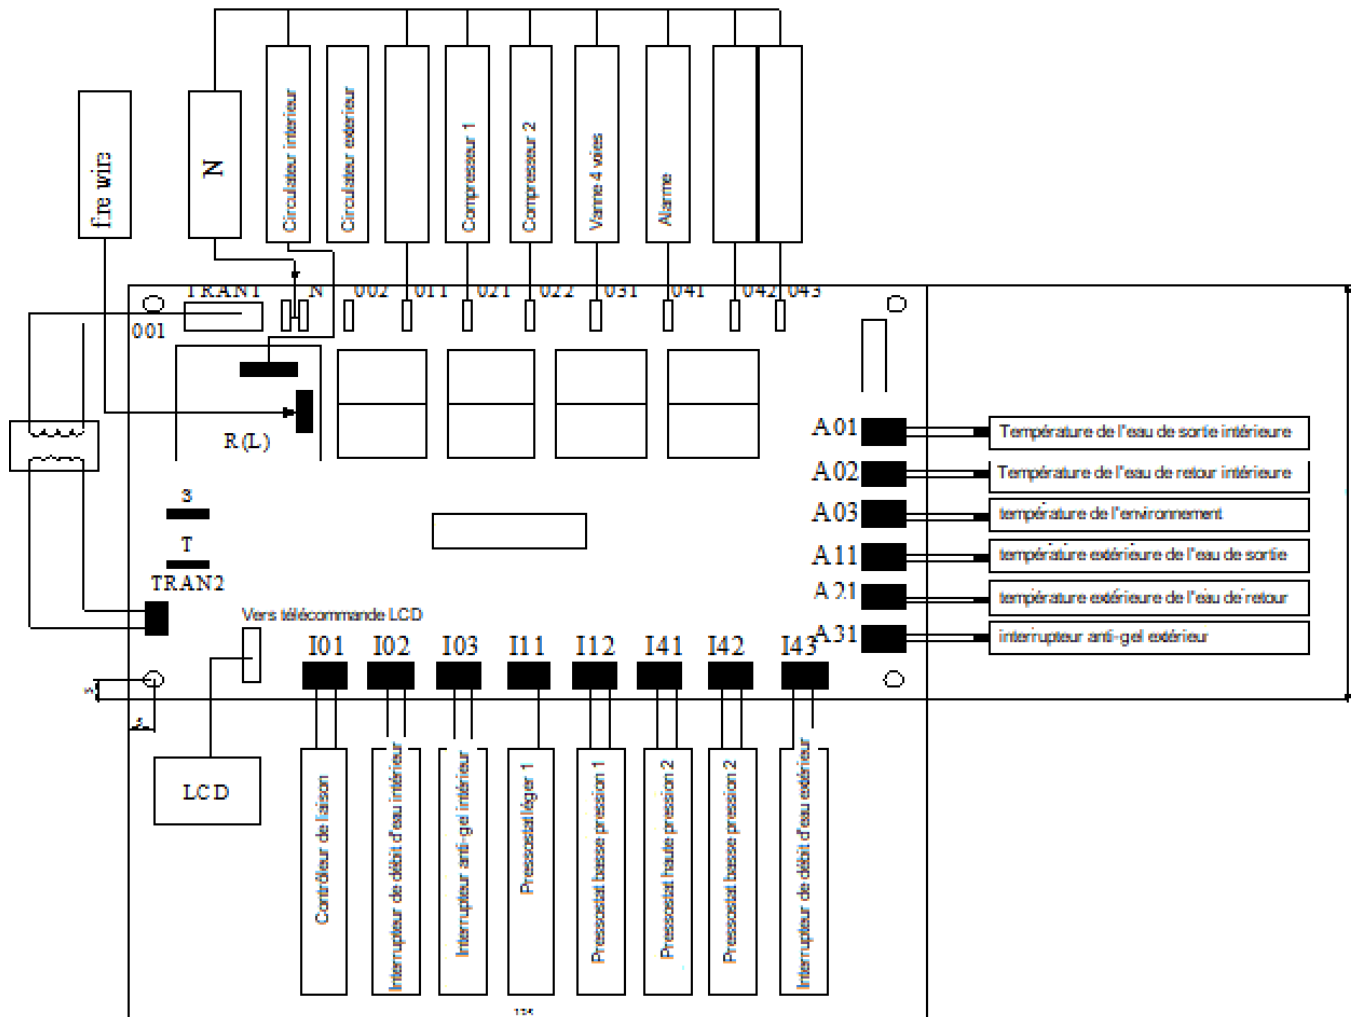 fire wire
N
Circulateur interieur
Circulateur exterieur
Compresseur 1
Compresseur 2
Vanne 4 voies
Alarme
TRAN1
N
002
011
021
022
031
041
042
043
001
R(L)
3
T
TRAN2
A01
Température de l'eau de sortie intérieure
A02
Température de l'eau de retour intérieure
A03
température de l'environnement
A11
température extérieure de l'eau de sortie
A21
température extérieure de l'eau de retour
A31
interrupteur anti-gel extérieur
Vers télécommande LCD
I01
I02
I03
I11
I12
I41
I42
I43
5
5
LCD
Contrôleur de liaison
Interrupteur de débit d'eau intérieur
Interrupteur anti-gel intérieur
Pressostat léger 1
Pressostat basse pression 1
Pressostat haute pression 2
Pressostat basse pression 2
Interrupteur de débit d'eau extérieur